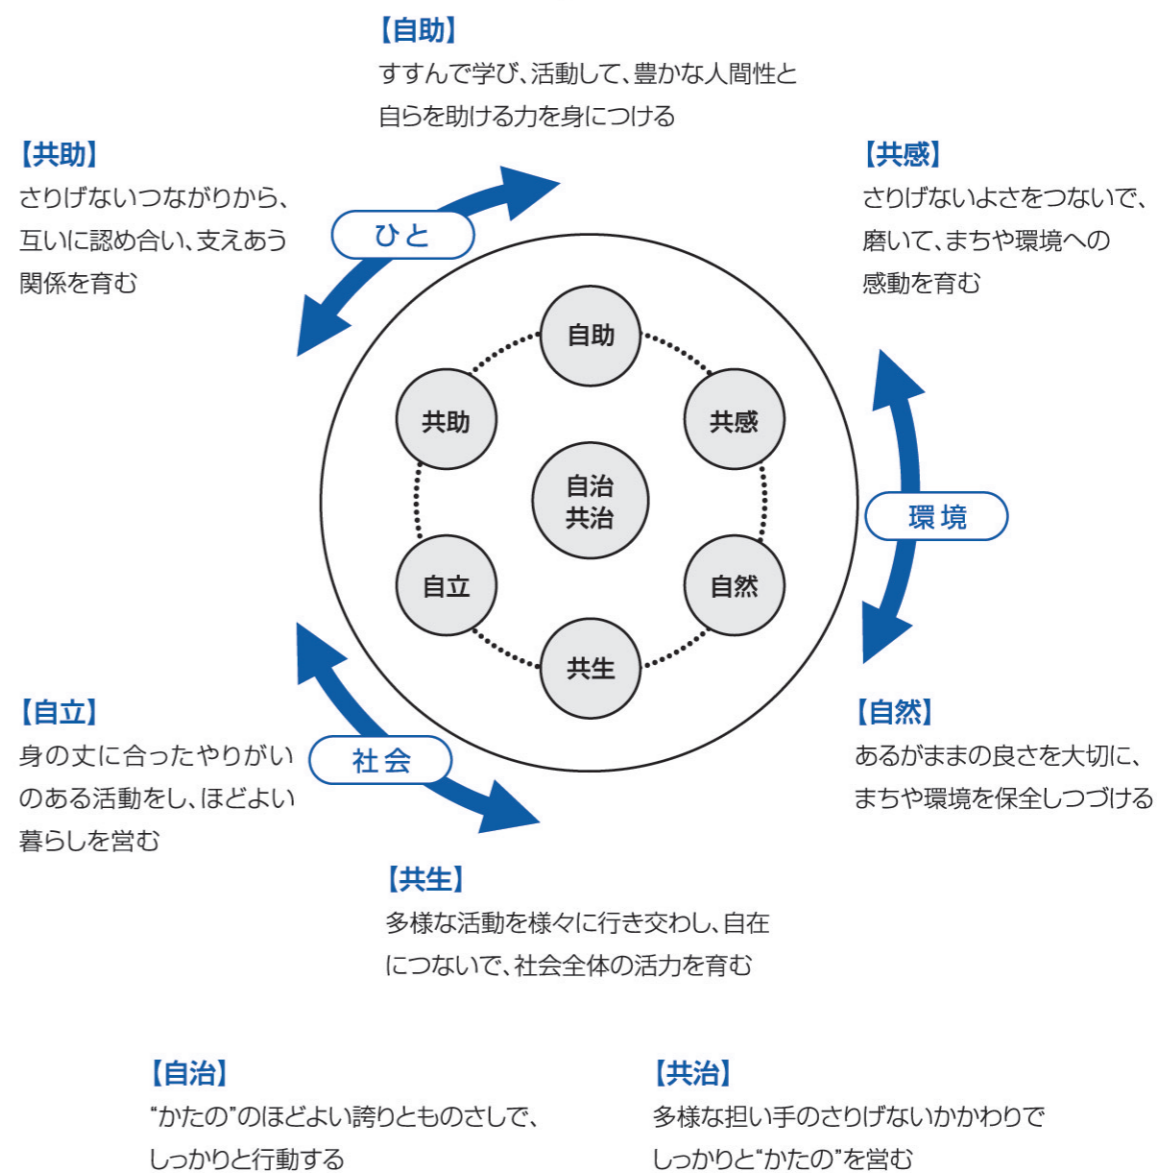 【自助】
すすんで学び、活動して、豊かな人間性と
自らを助ける力を身につける
【共助】
さりげないつながりから、
互いに認め合い、支えあう
関係を育む
【共感】
さりげないよさをつないで、
磨いて、まちや環境への
感動を育む
ひと
自助
共助
共感
自治
共治
環境
自立
自然
共生
社会
【自立】
身の丈に合ったやりがい
のある活動をし、ほどよい
暮らしを営む
【自然】
あるがままの良さを大切に、
まちや環境を保全しつづける
【共生】
多様な活動を様々に行き交わし、自在
につないで、社会全体の活力を育む
【自治】
“かたの”のほどよい誇りとものさしで、
しっかりと行動する
【共治】
多様な担い手のさりげないかかわりで
しっかりと“かたの”を営む